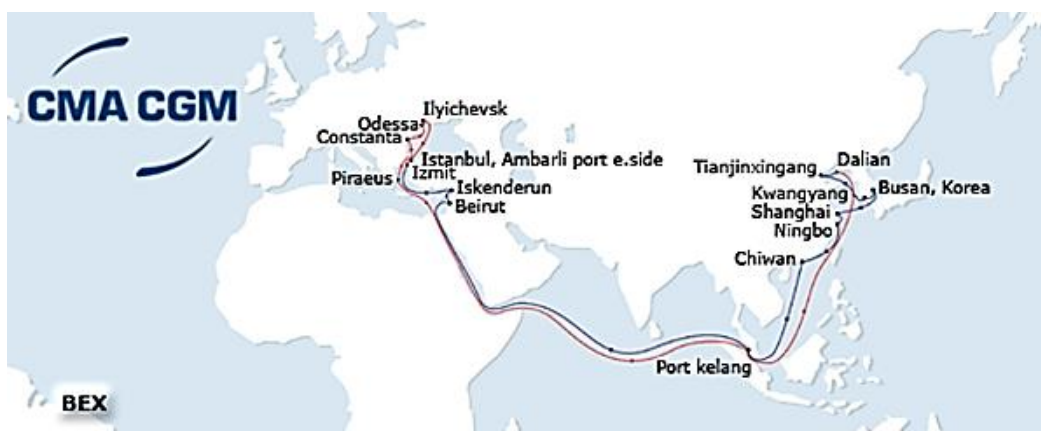 CMA CGM
Ilyichevsk
Odessa
Constanta
Istanbul, Ambarli port e.side
Izmit
Piraeus
Iskenderun
Beirut
Dalian
Tianjinxingang
Kwangyang
Busan, Korea
Shanghai
Ningbo
Chiwan
Port kelang
BEX